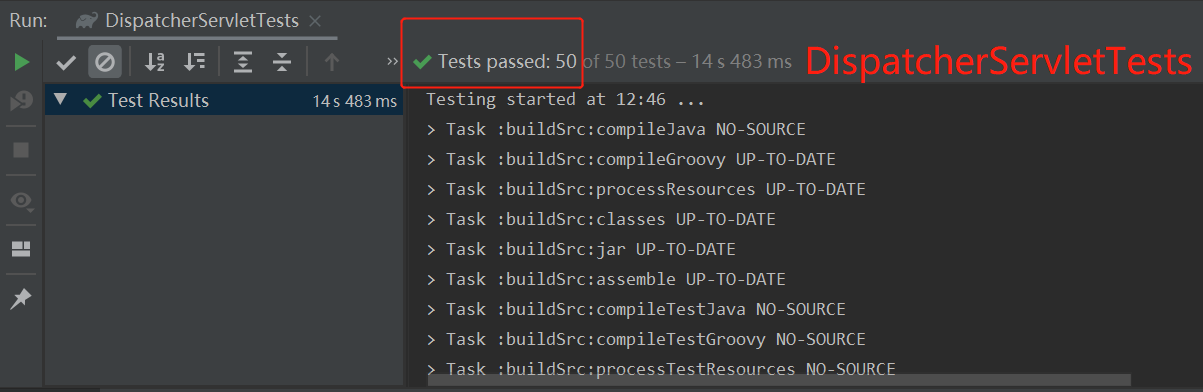 Run: DispatcherServletTests ×
» Tests passed: 50 of 50 tests – 14 s 483 ms
DispatcherServletTests
Test Results 14 s 483 ms
Testing started at 12:46 ...
> Task :buildSrc:compileJava NO-SOURCE
> Task :buildSrc:compileGroovy UP-TO-DATE
> Task :buildSrc:processResources UP-TO-DATE
> Task :buildSrc:classes UP-TO-DATE
> Task :buildSrc:jar UP-TO-DATE
> Task :buildSrc:assemble UP-TO-DATE
> Task :buildSrc:compileTestJava NO-SOURCE
> Task :buildSrc:compileTestGroovy NO-SOURCE
> Task :buildSrc:processTestResources NO-SOURCE